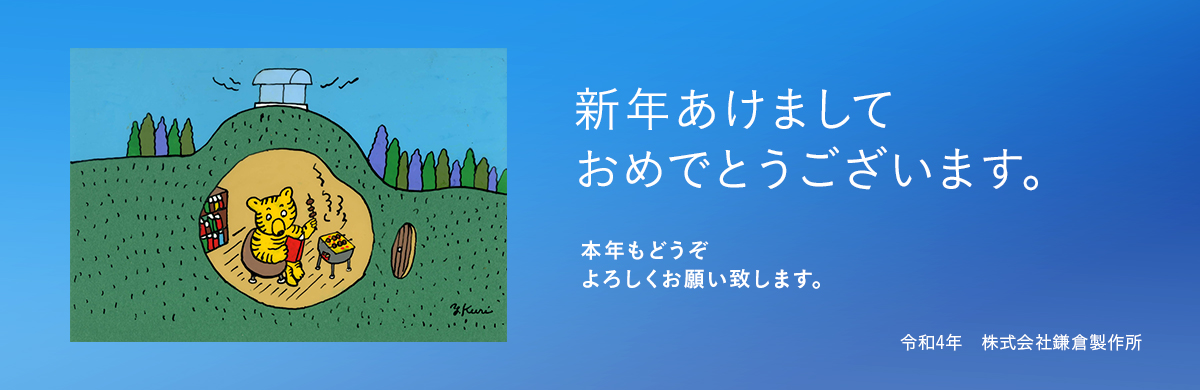 新年あけまして
おめでとうございます。
本年もどうぞ
よろしくお願い致します。
令和4年　株式会社鎌倉製作所
Y.Kuri